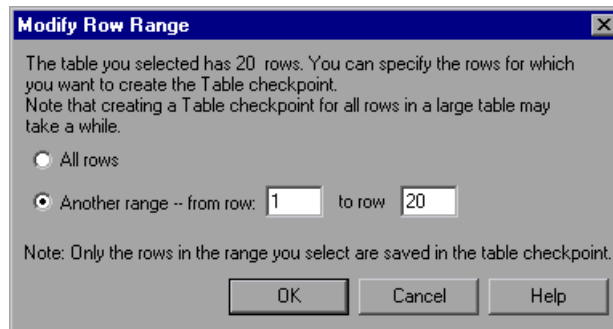 Modify Row Range
The table you selected has 20 rows. You can specify the rows for which
you want to create the Table checkpoint.
Note that creating a Table checkpoint for all rows in a large table may
take a while.
All rows
Another range -- from row: 1 to row 20
Note: Only the rows in the range you select are saved in the table checkpoint.
OK Cancel Help